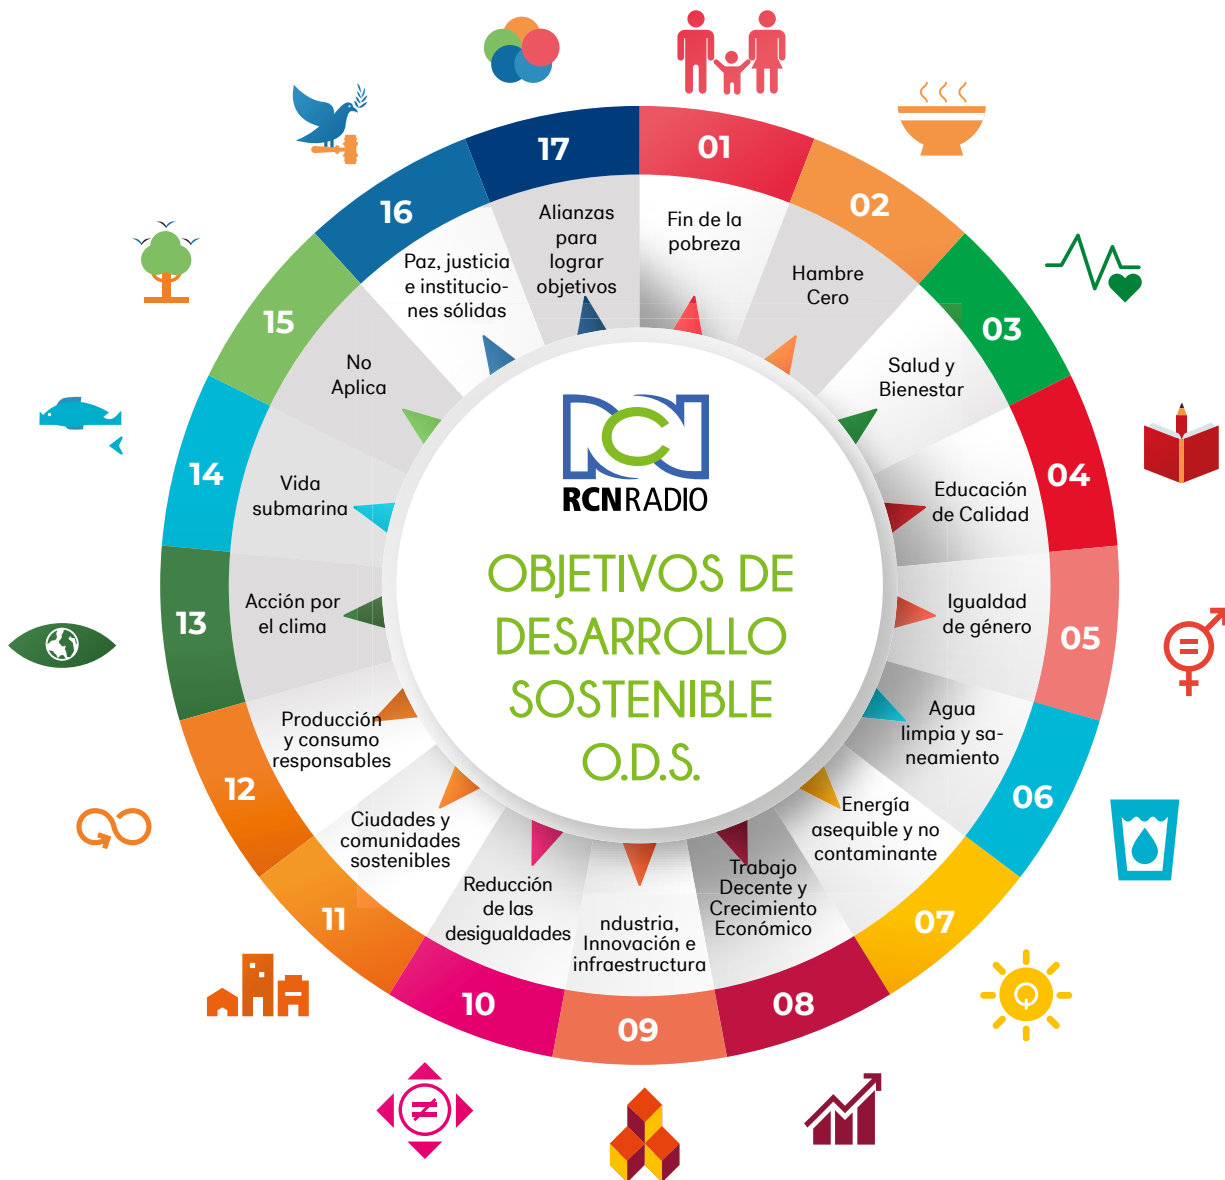 01
Fin de la
pobreza
02
Hambre
Cero
03
Salud y
Bienestar
04
Educación
de Calidad
05
Igualdad
de género
06
Agua
limpia y sa-
neamiento
07
Energía
asequible y no
contaminante
08
Trabajo
Decente y
Crecimiento
Económico
09
ndustria,
Innovación e
infraestructura
10
Reducción
de las
desigualdades
11
Ciudades y
comunidades
sostenibles
12
Producción
y consumo
responsables
13
Acción por
el clima
14
Vida
submarina
15
No
Aplica
16
Paz, justicia
e institucio-
nes sólidas
17
Alianzas
para
lograr
objetivos
RCN
RCNRADIO
OBJETIVOS DE
DESARROLLO
SOSTENIBLE
O.D.S.